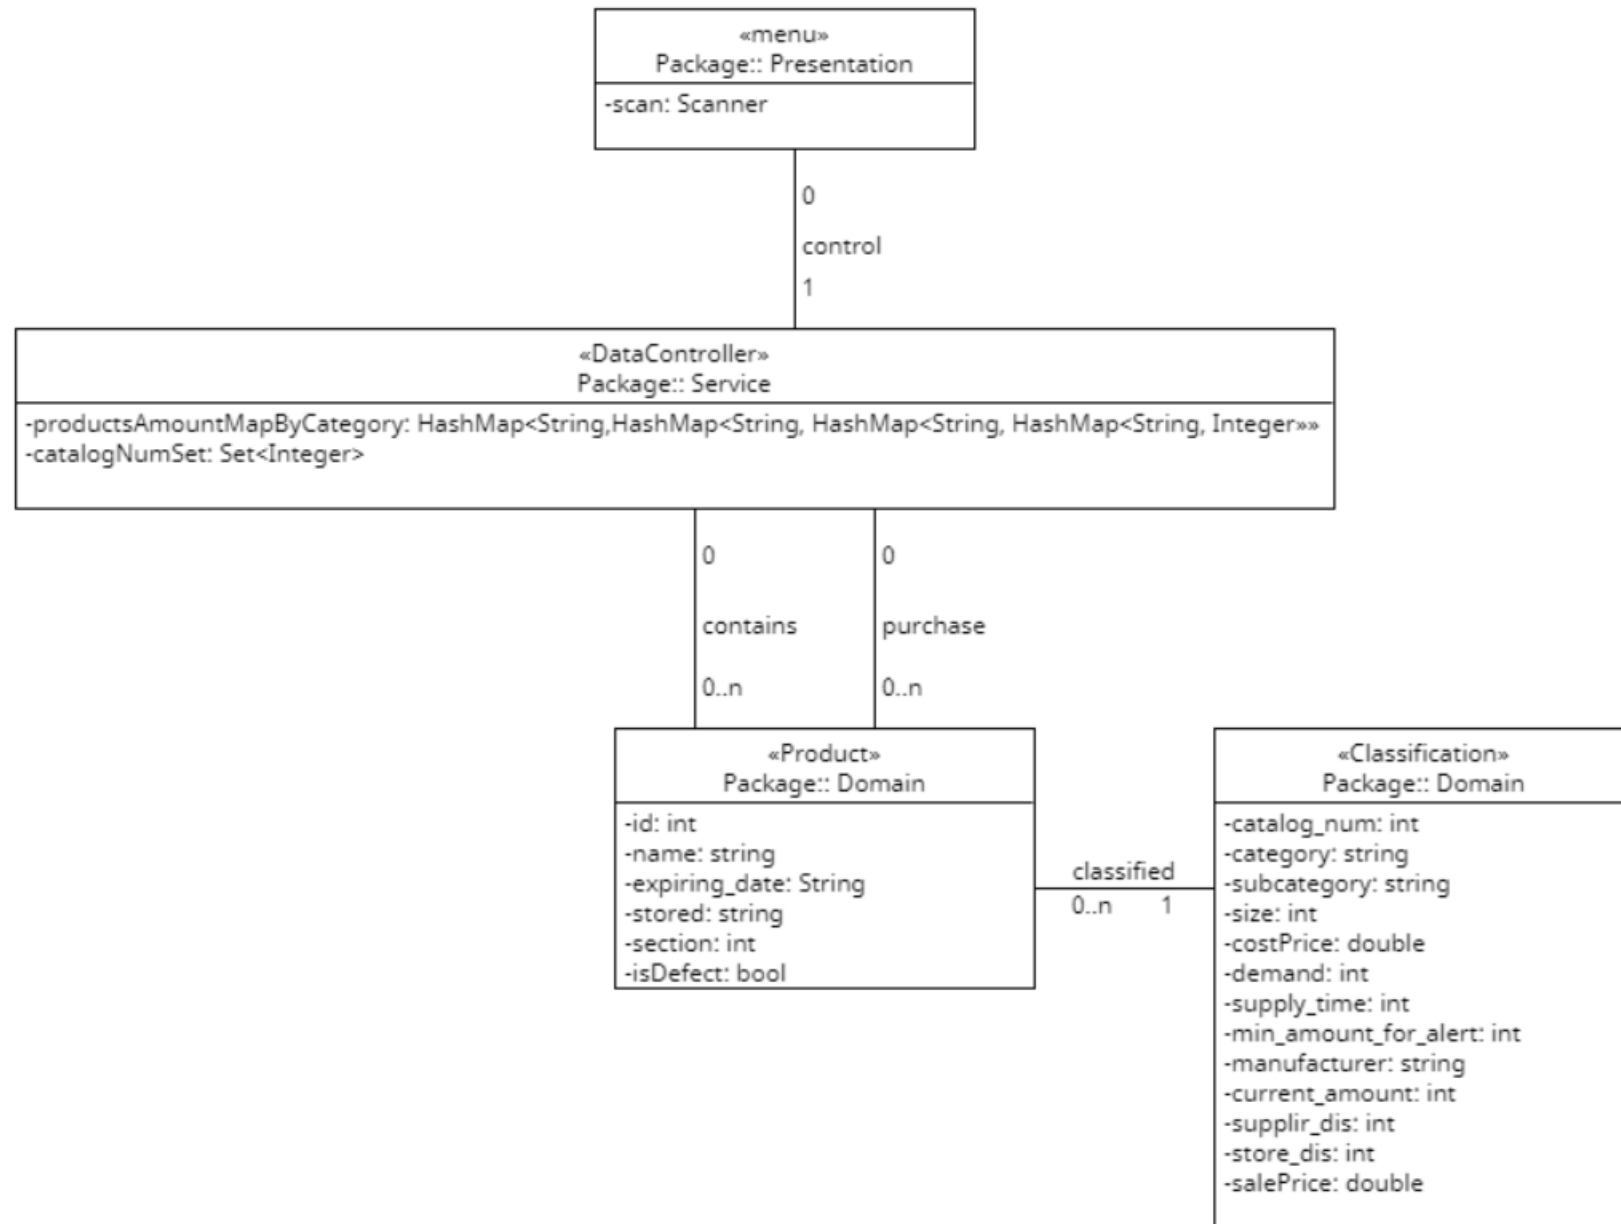 «menu»
Package:: Presentation
-scan: Scanner
0
control
1
«DataController»
Package:: Service
-productsAmountMapByCategory: HashMap<String,HashMap<String, HashMap<String, HashMap<String, Integer»»
-catalogNumSet: Set<Integer>
0
contains
0..n
0
purchase
0..n
«Product»
Package:: Domain
-id: int
-name: string
-expiring_date: String
-stored: string
-section: int
-isDefect: bool
classified
0..n 1
«Classification»
Package:: Domain
-catalog_num: int
-category: string
-subcategory: string
-size: int
-costPrice: double
-demand: int
-supply_time: int
-min_amount_for_alert: int
-manufacturer: string
-current_amount: int
-supplir_dis: int
-store_dis: int
-salePrice: double